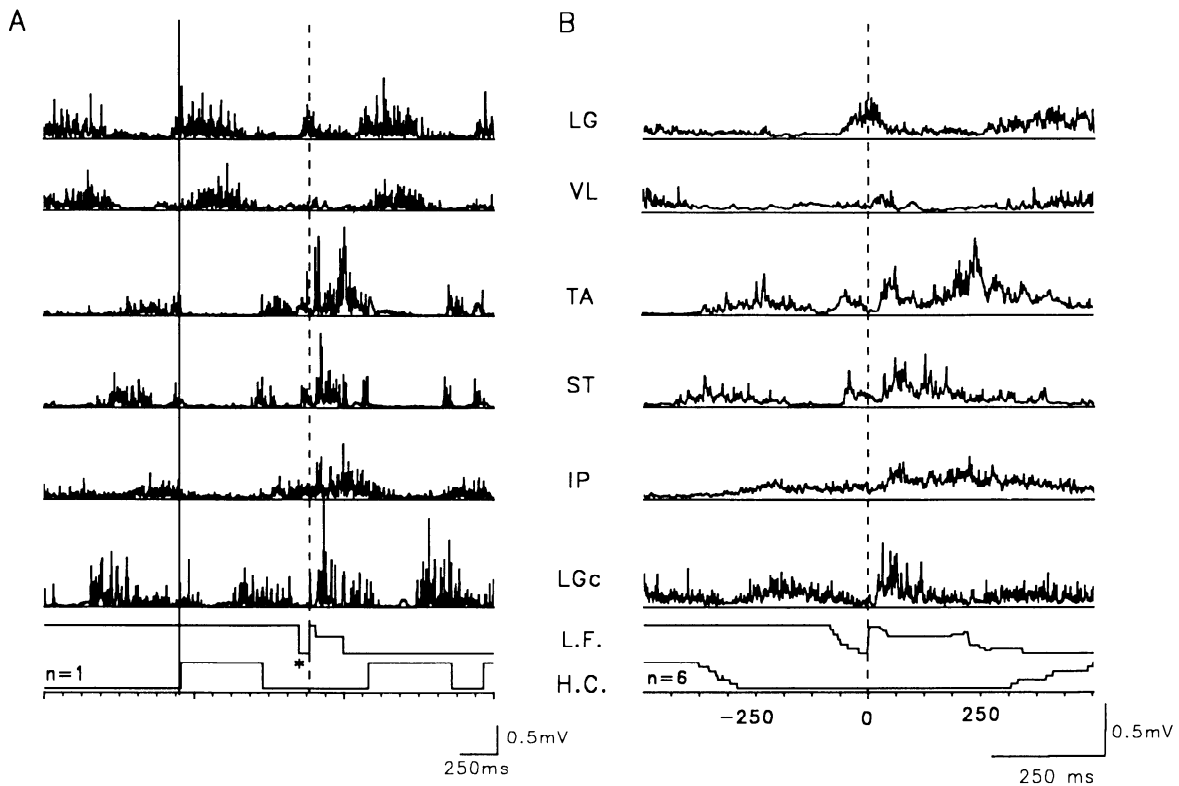 A
B
LG
VL
TA
ST
IP
LGc
L.F.
*
n=1
H.C.
n=6
-250 0 250
0.5mV
250ms
0.5mV
250 ms